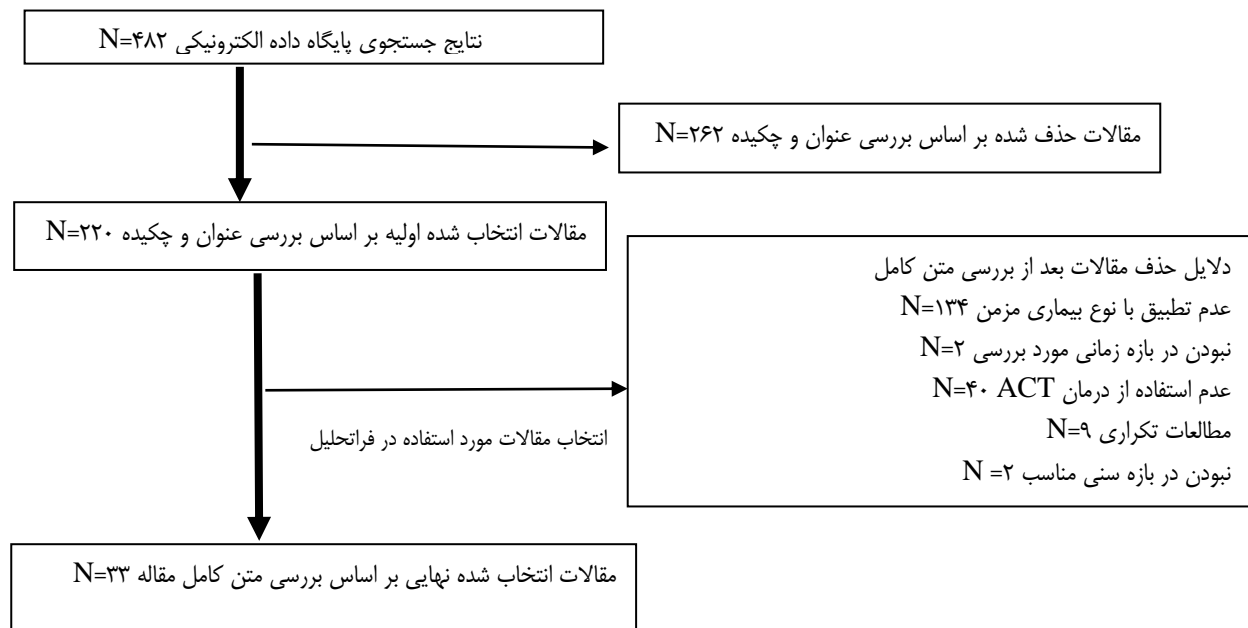 نتایج جستجوی پایگاه داده الکترونیکی N=۴۸۲
مقالات حذف شده بر اساس بررسی عنوان و چکیده N=۲۶۲
مقالات انتخاب شده اولیه بر اساس بررسی عنوان و چکیده N=۲۲۰
دلایل حذف مقالات بعد از بررسی متن کامل
عدم تطبیق با نوع بیماری مزمن N=۱۳۴
نبودن در بازه زمانی مورد بررسی N=۲
عدم استفاده از درمان ACT N=۴۰
مطالعات تکراری N=۹
نبودن در بازه سنی مناسب N =۲
انتخاب مقالات مورد استفاده در فراتحلیل
مقالات انتخاب شده نهایی بر اساس بررسی متن کامل مقاله N=۳۳